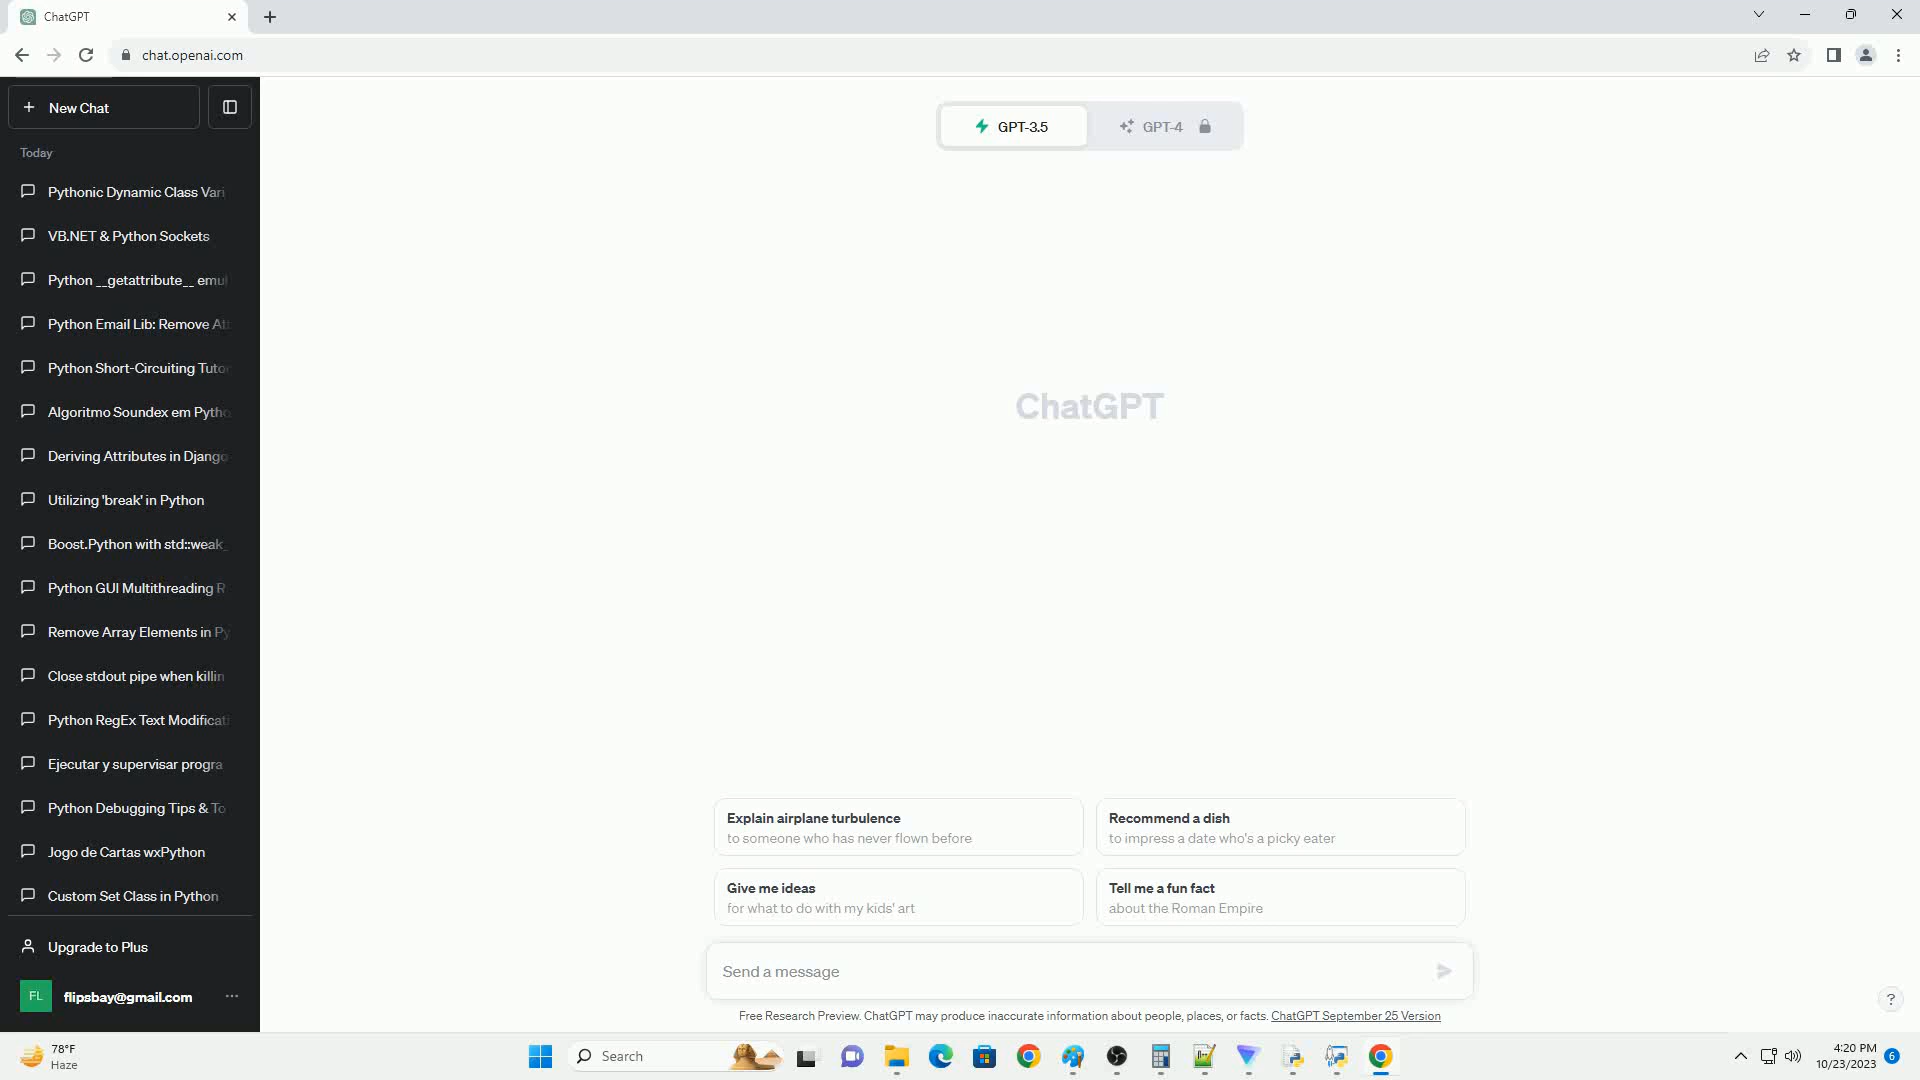 ChatGPT
chat.openai.com
New Chat
Today
Pythonic Dynamic Class Vari
VB.NET & Python Sockets
Python __getattribute__ emul
Python Email Lib: Remove Att
Python Short-Circuiting Tutor
Algoritmo Soundex em Pytho
Deriving Attributes in Django
Utilizing 'break' in Python
Boost.Python with std::weak_
Python GUI Multithreading R
Remove Array Elements in Py
Close stdout pipe when killin
Python RegEx Text Modificati
Ejecutar y supervisar progra
Python Debugging Tips & To
Jogo de Cartas wxPython
Custom Set Class in Python
Upgrade to Plus
FL flipsbay@gmail.com
GPT-3.5
GPT-4
ChatGPT
Explain airplane turbulence
to someone who has never flown before
Recommend a dish
to impress a date who's a picky eater
Give me ideas
for what to do with my kids' art
Tell me a fun fact
about the Roman Empire
Send a message
Free Research Preview. ChatGPT may produce inaccurate information about people, places, or facts. ChatGPT September 25 Version
?
78°F
Haze
Search
4:20 PM
10/23/2023
6